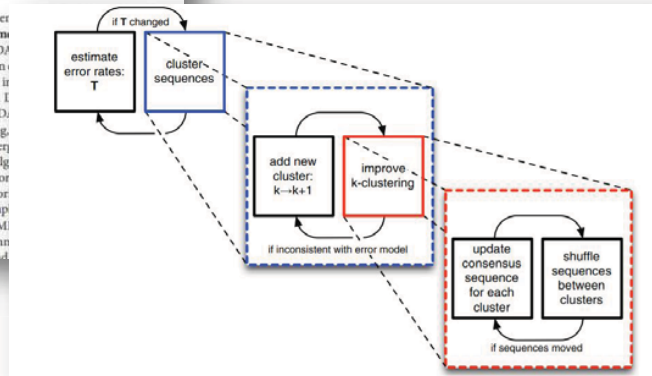 if T changed
estimate
error rates:
T
cluster
sequences
add new
cluster:
k→k+1
improve
k-clustering
if inconsistent with error model
update
consensus
sequence
for each
cluster
shuffle
sequences
between
clusters
if sequences moved